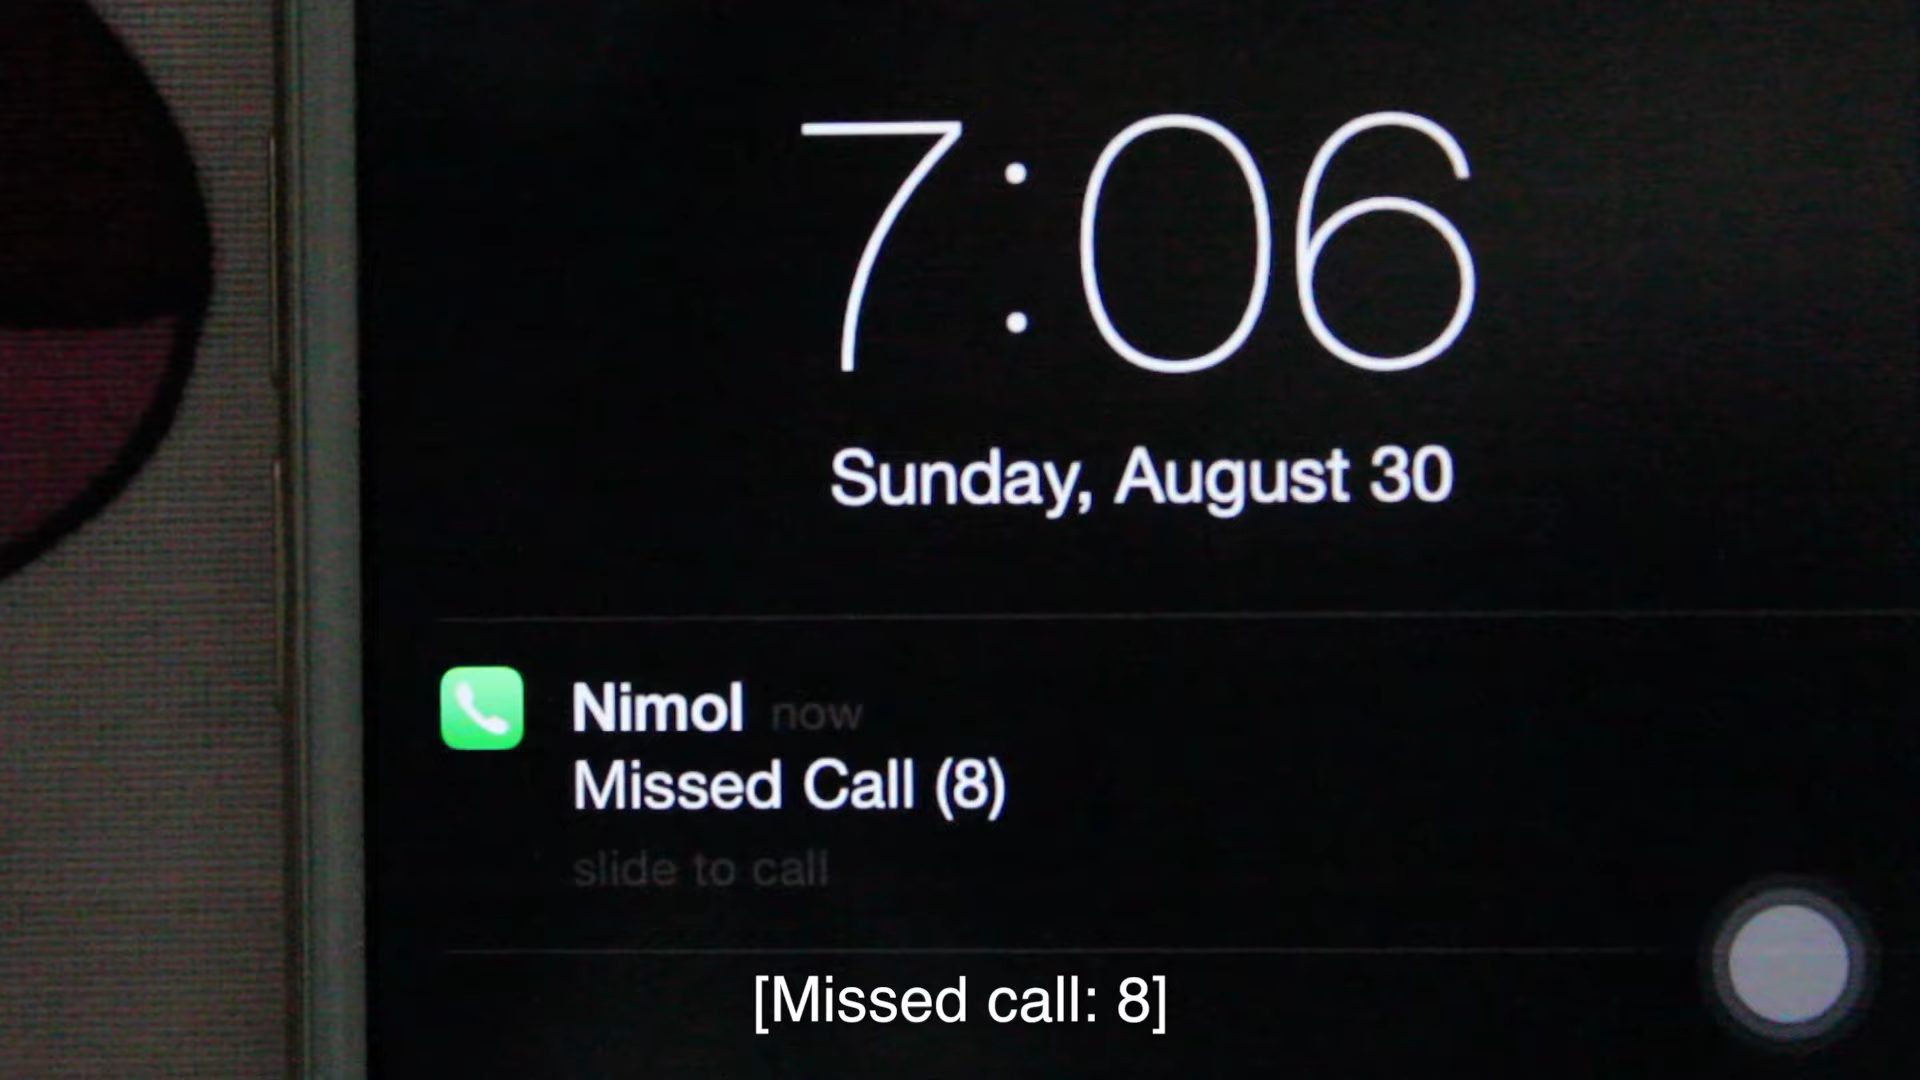 7:06
Sunday, August 30
Nimol now
Missed Call (8)
slide to call
[Missed call: 8]